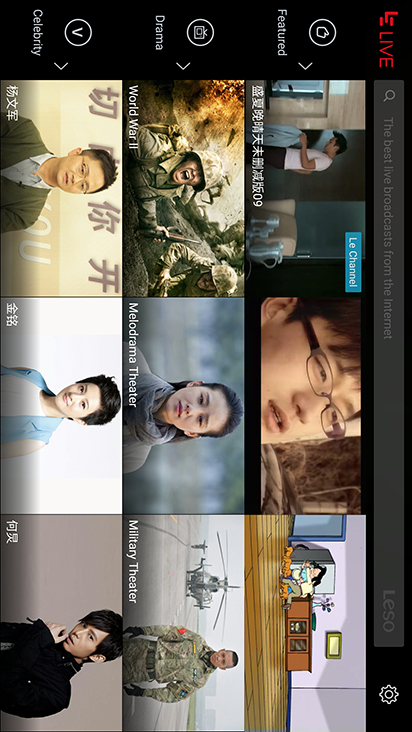 LIVE
The best live broadcasts from the Internet
Leso
Featured
盛夏晚晴天未删减版09
Le Channel
Drama
World War II
Melodrama Theater
Military Theater
Celebrity
切 你 开
YOU
杨文军
金铭
何炅